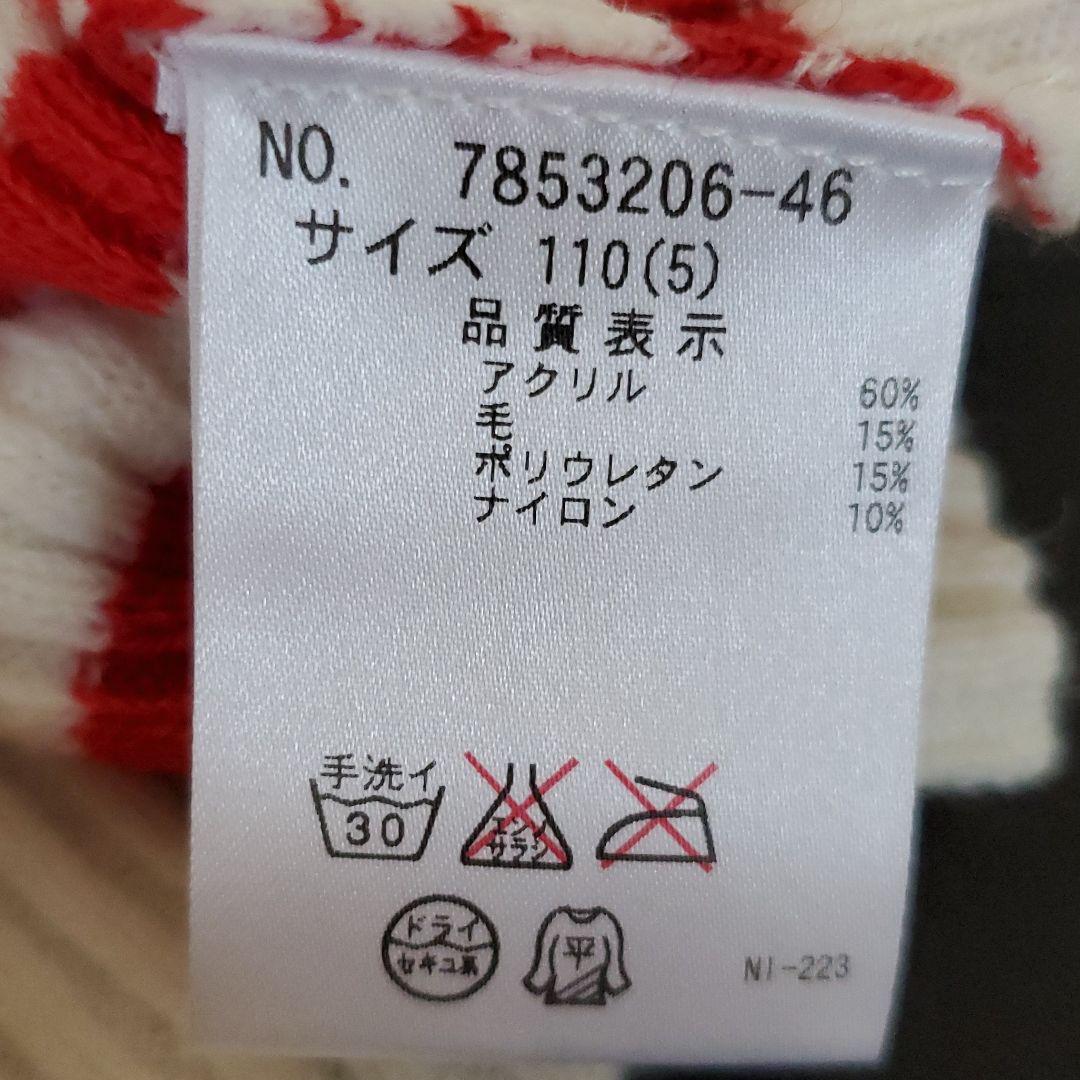 NO. 7853206-46
サイズ 110(5)
品質表示
アクリル 60%
毛 15%
ポリウレタン 15%
ナイロン 10%
手洗イ
30
エンソ
サラシ
ドライ
セキユ系
平
NI-223